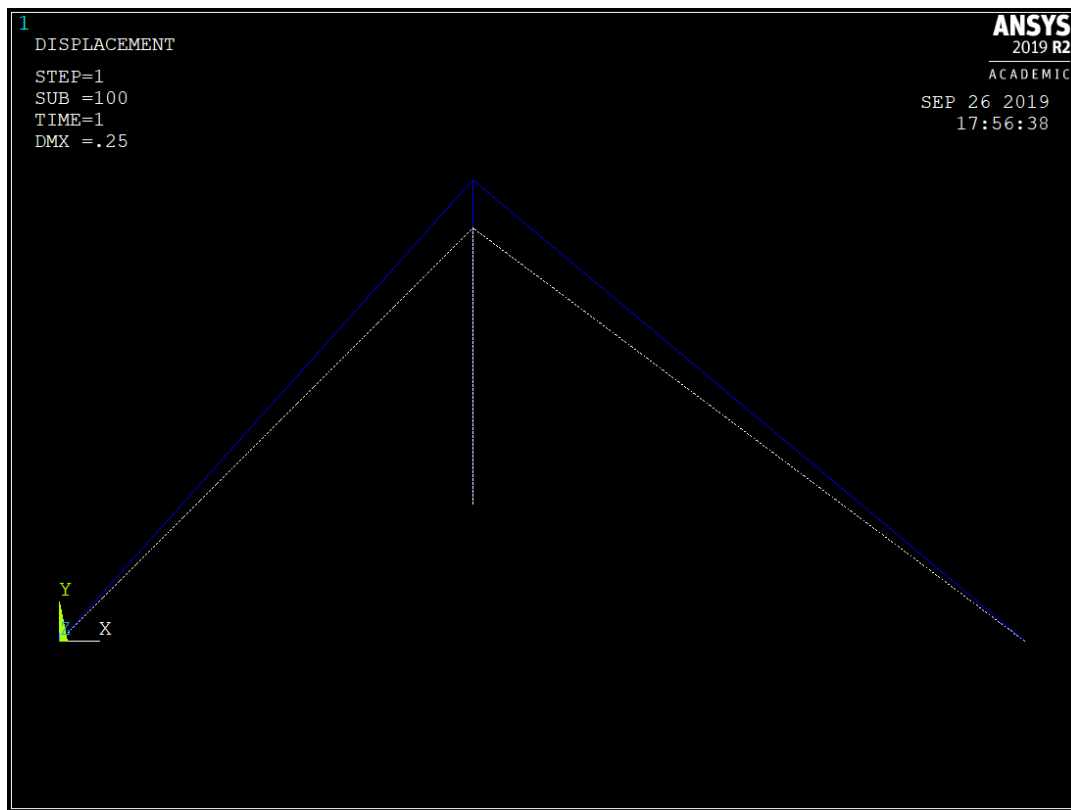 1
DISPLACEMENT
STEP=1
SUB =100
TIME=1
DMX =.25
ANSYS
2019 R2
ACADEMIC
SEP 26 2019
17:56:38
Y
Z
X